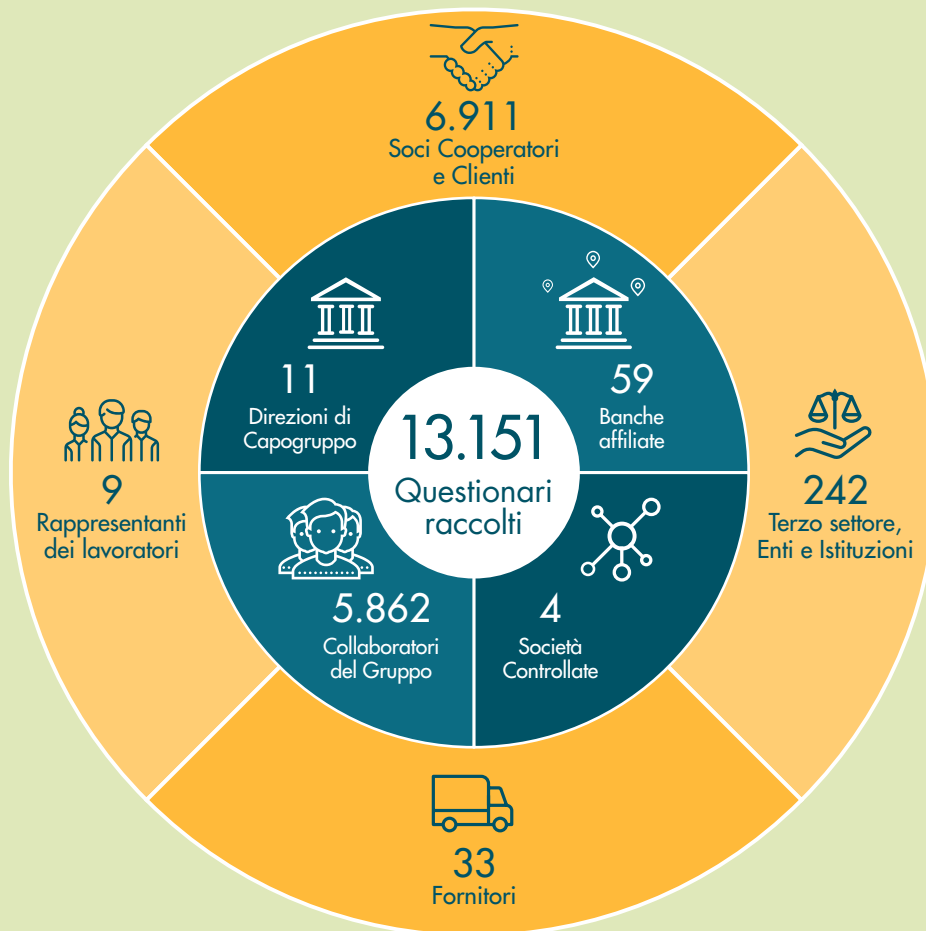 6.911
Soci Cooperatori
e Clienti
11
Direzioni di
Capogruppo
59
Banche
affiliate
13.151
Questionari
raccolti
9
Rappresentanti
dei lavoratori
242
Terzo settore,
Enti e Istituzioni
5.862
Collaboratori
del Gruppo
4
Società
Controllate
33
Fornitori